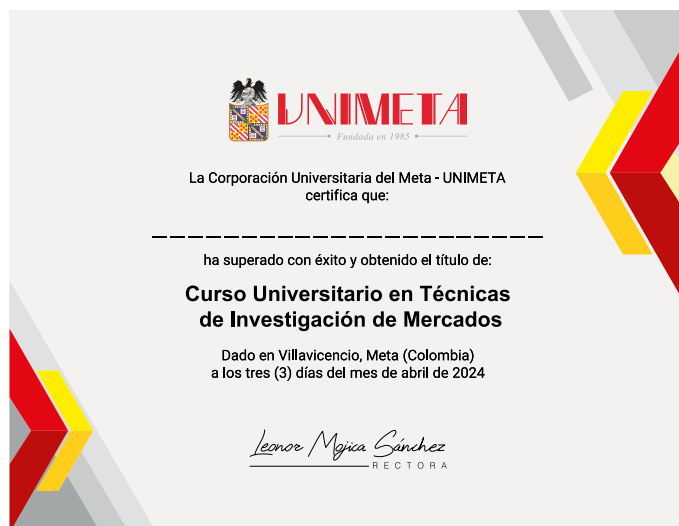 UNIMETA
Fundada en 1985
La Corporación Universitaria del Meta - UNIMETA
certifica que:
ha superado con éxito y obtenido el título de:
Curso Universitario en Técnicas
de Investigación de Mercados
Dado en Villavicencio, Meta (Colombia)
a los tres (3) días del mes de abril de 2024
Leonor Mojica Sánchez
RECTORA